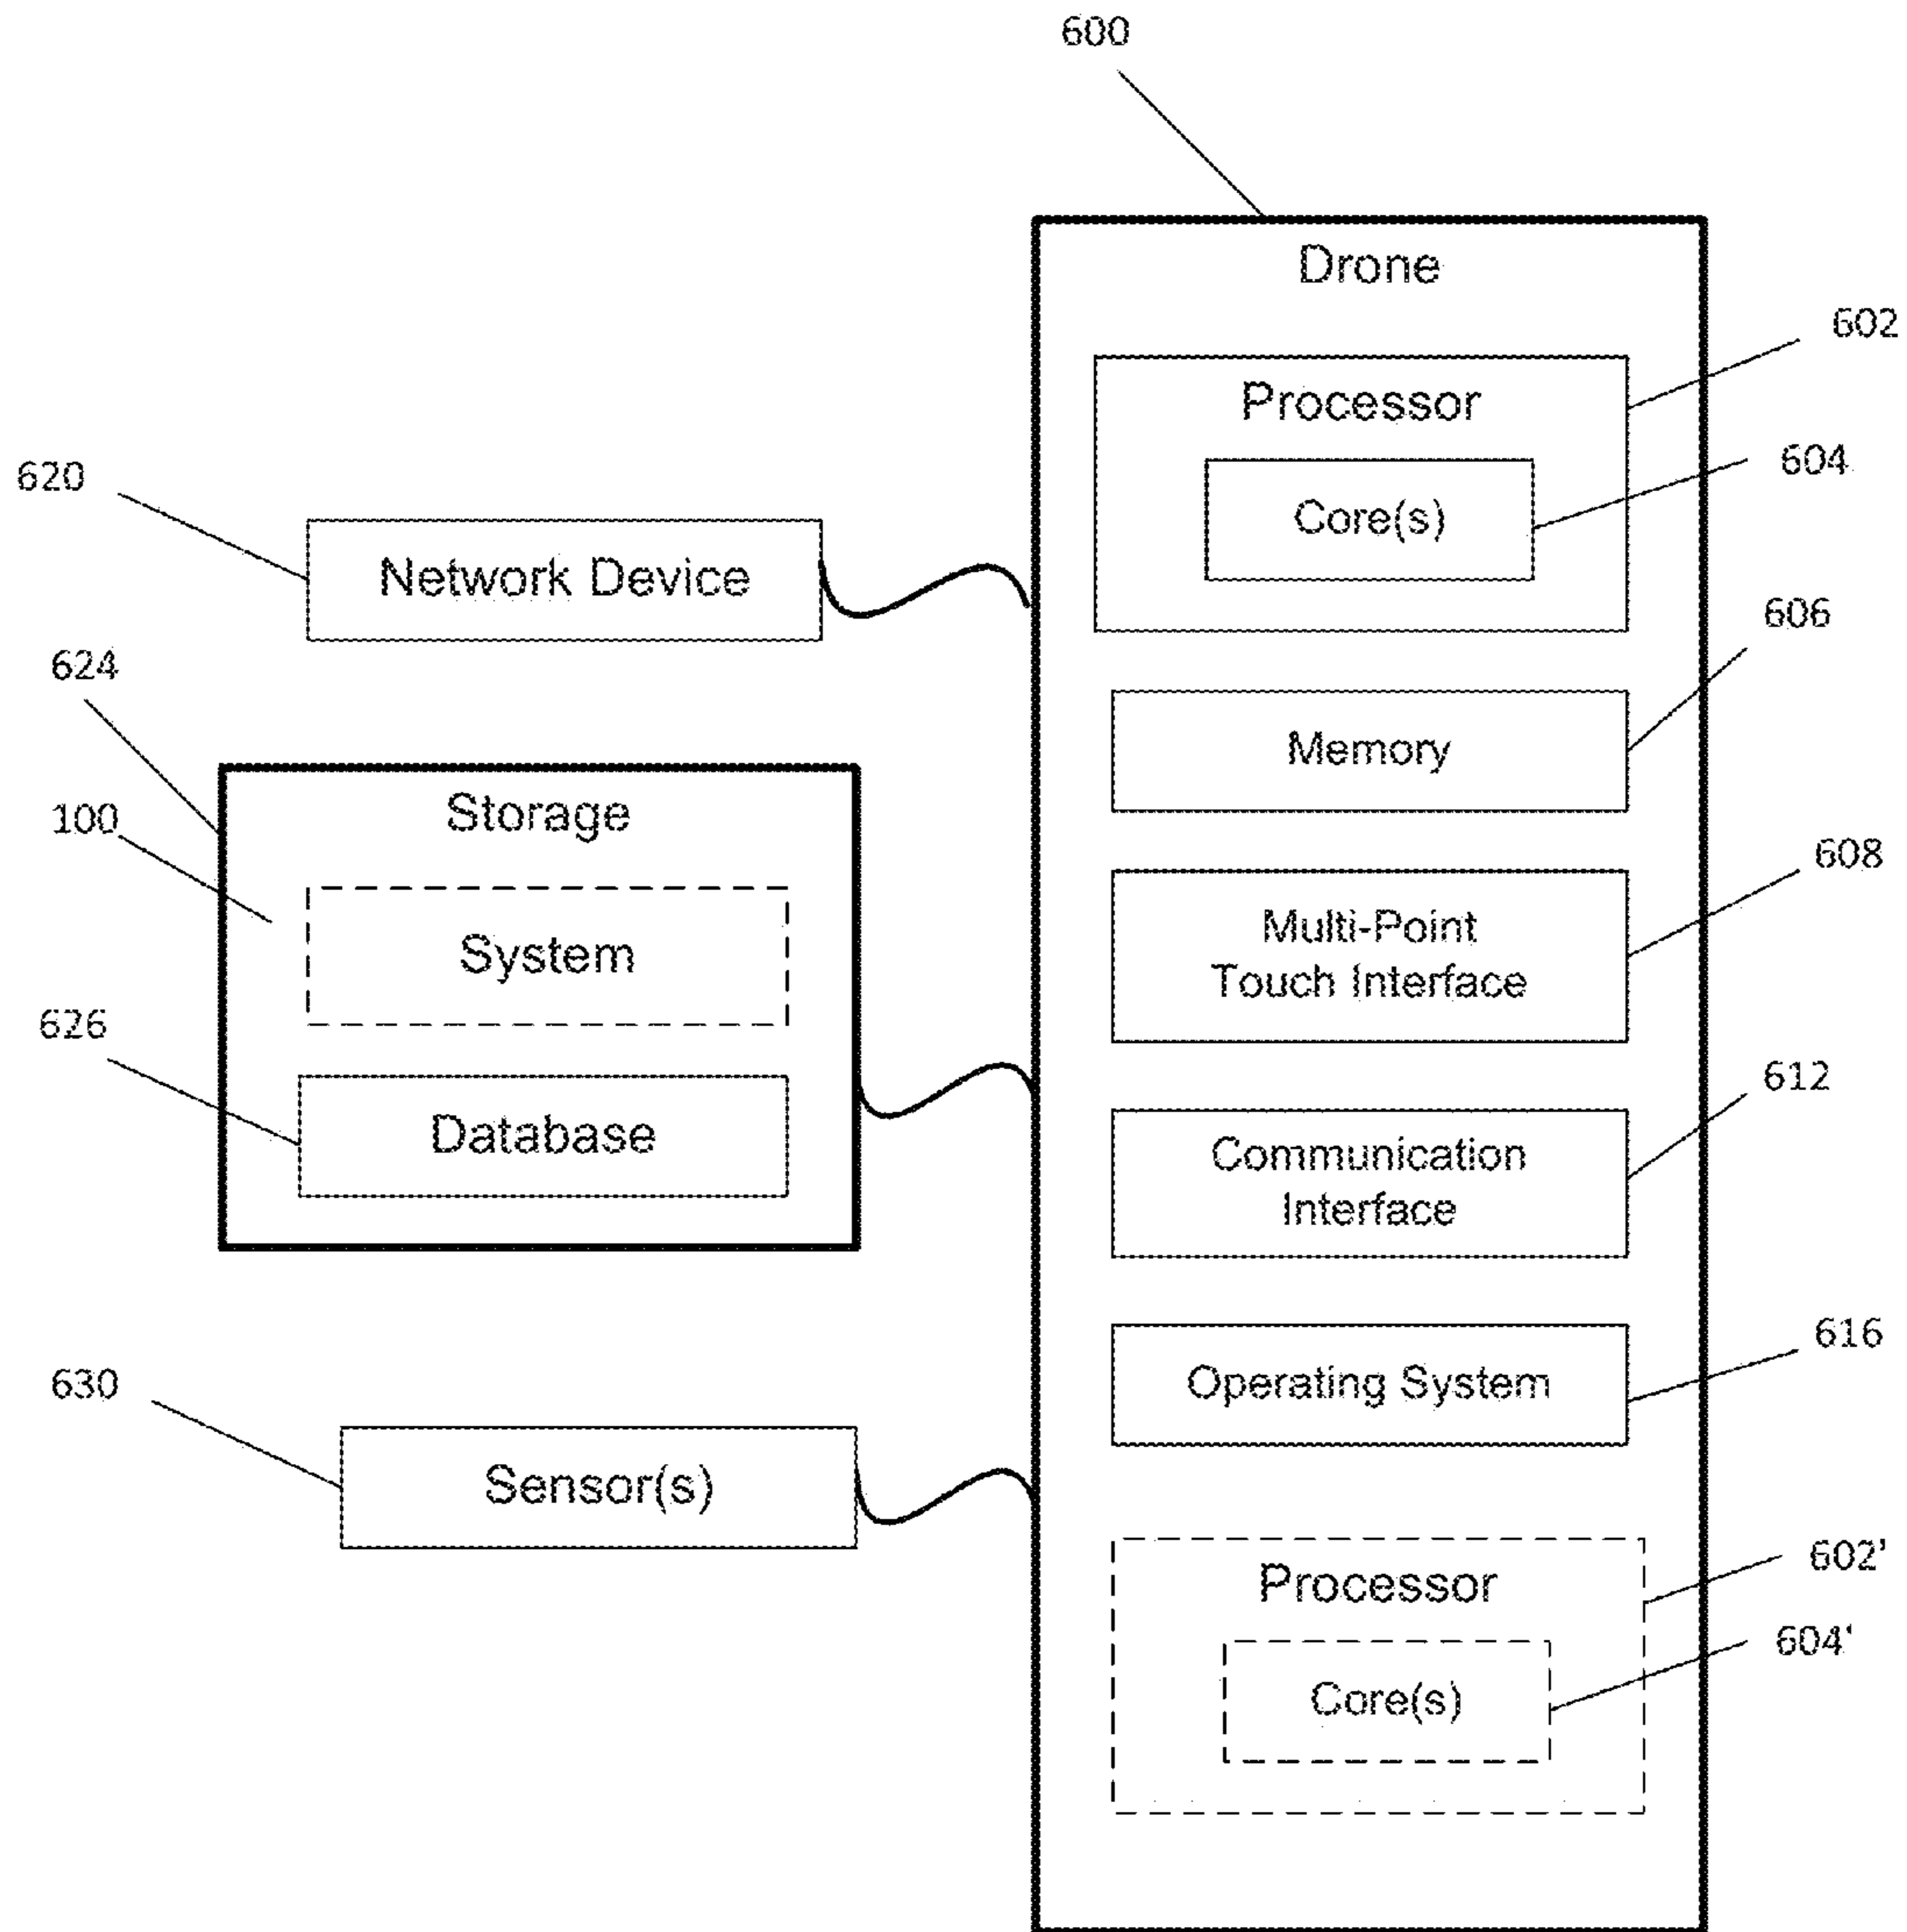 600
Drone
602
Processor
604
Core(s)
620
Network Device
606
Memory
624
Storage
100
System
608
Multi-Point
Touch Interface
626
Database
612
Communication
Interface
616
Operating System
630
Sensor(s)
602'
Processor
604'
Core(s)